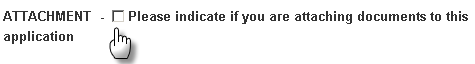 ATTACHMENT - Please indicate if you are attaching documents to this
application